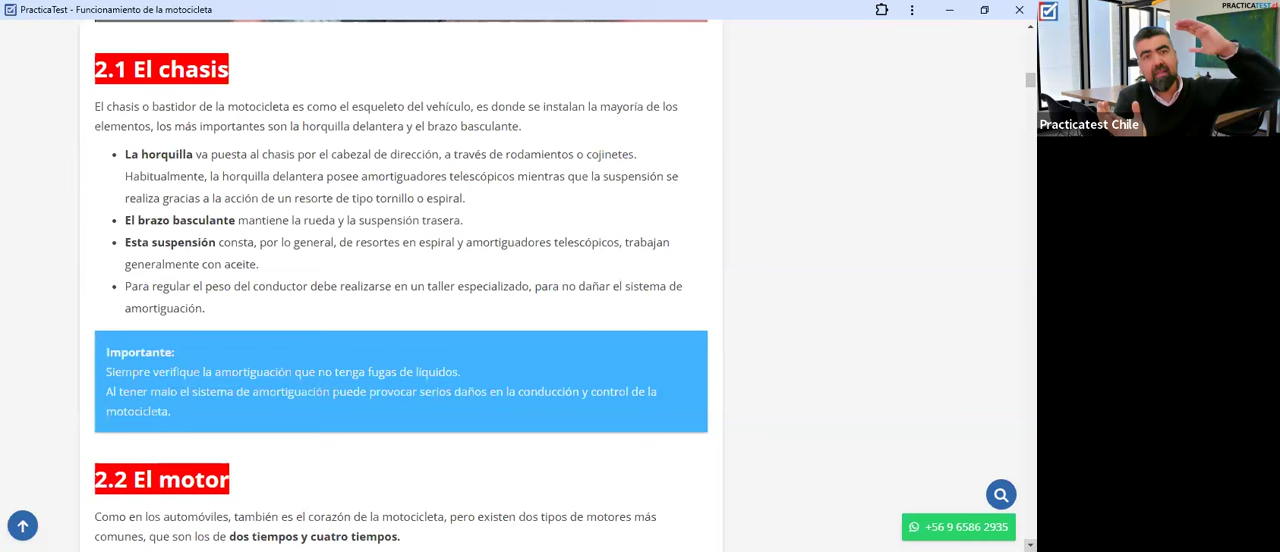 PracticaTest - Funcionamiento de la motocicleta
PRACTICATEST.cl
Practicatest Chile
2.1 El chasis
El chasis o bastidor de la motocicleta es como el esqueleto del vehículo, es donde se instalan la mayoría de los
elementos, los más importantes son la horquilla delantera y el brazo basculante.
• La horquilla va puesta al chasis por el cabezal de dirección, a través de rodamientos o cojinetes.
Habitualmente, la horquilla delantera posee amortiguadores telescópicos mientras que la suspensión se
realiza gracias a la acción de un resorte de tipo tornillo o espiral.
• El brazo basculante mantiene la rueda y la suspensión trasera.
• Esta suspensión consta, por lo general, de resortes en espiral y amortiguadores telescópicos, trabajan
generalmente con aceite.
• Para regular el peso del conductor debe realizarse en un taller especializado, para no dañar el sistema de
amortiguación.
Importante:
Siempre verifique la amortiguación que no tenga fugas de líquidos.
Al tener malo el sistema de amortiguación puede provocar serios daños en la conducción y control de la
motocicleta.
2.2 El motor
Como en los automóviles, también es el corazón de la motocicleta, pero existen dos tipos de motores más
comunes, que son los de dos tiempos y cuatro tiempos.
+56 9 6586 2935